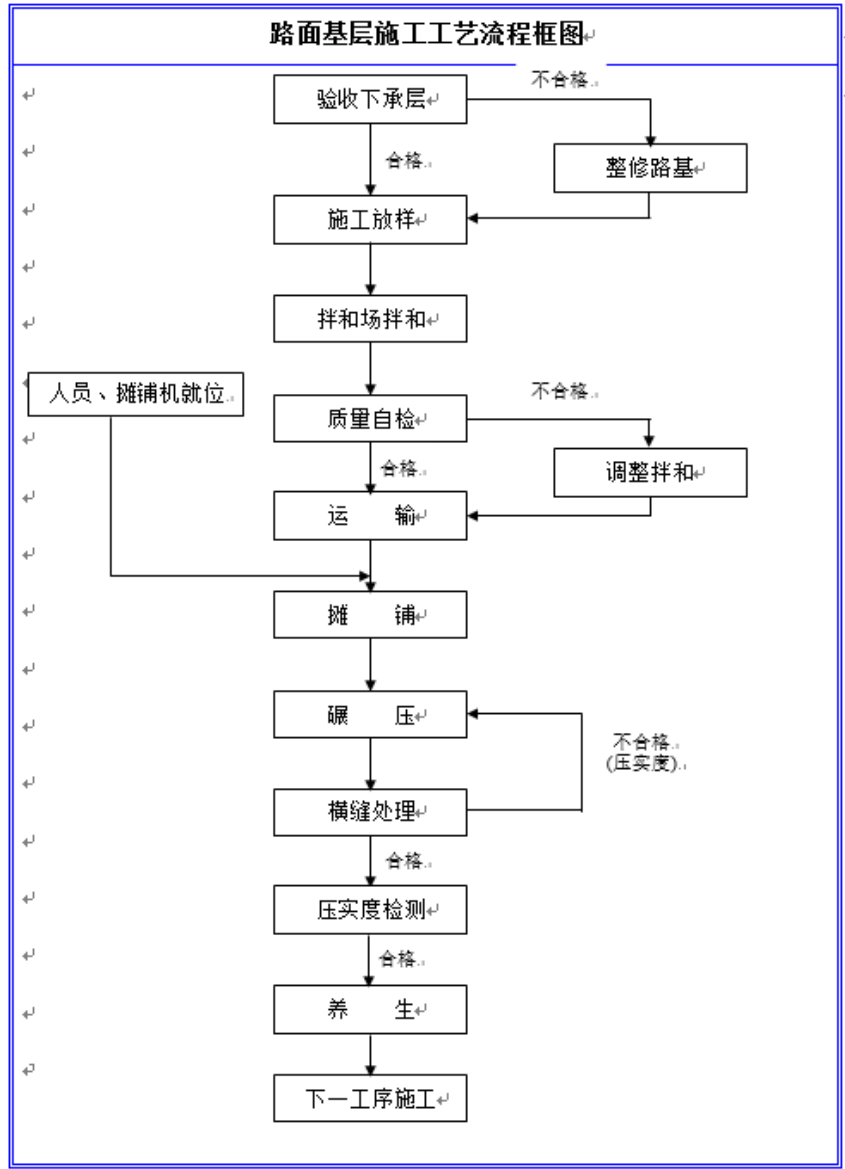 路面基层施工工艺流程框图
不合格
验收下承层
合格
整修路基
施工放样
拌和场拌和
人员、摊铺机就位
不合格
质量自检
合格
调整拌和
运 输
摊 铺
碾 压
不合格
(压实度)
横缝处理
合格
压实度检测
合格
养 生
下一工序施工